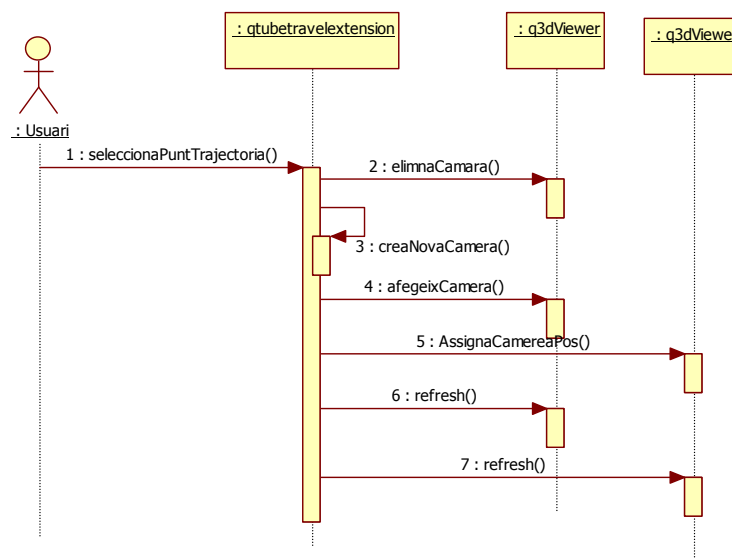 : qtubetravelextension
: q3dViewer
: q3dViewe
: Usuari
1 : seleccionaPuntTrajectoria()
2 : elimnaCamara()
3 : creaNovaCamera()
4 : afegeixCamera()
5 : AssignaCamereaPos()
6 : refresh()
7 : refresh()